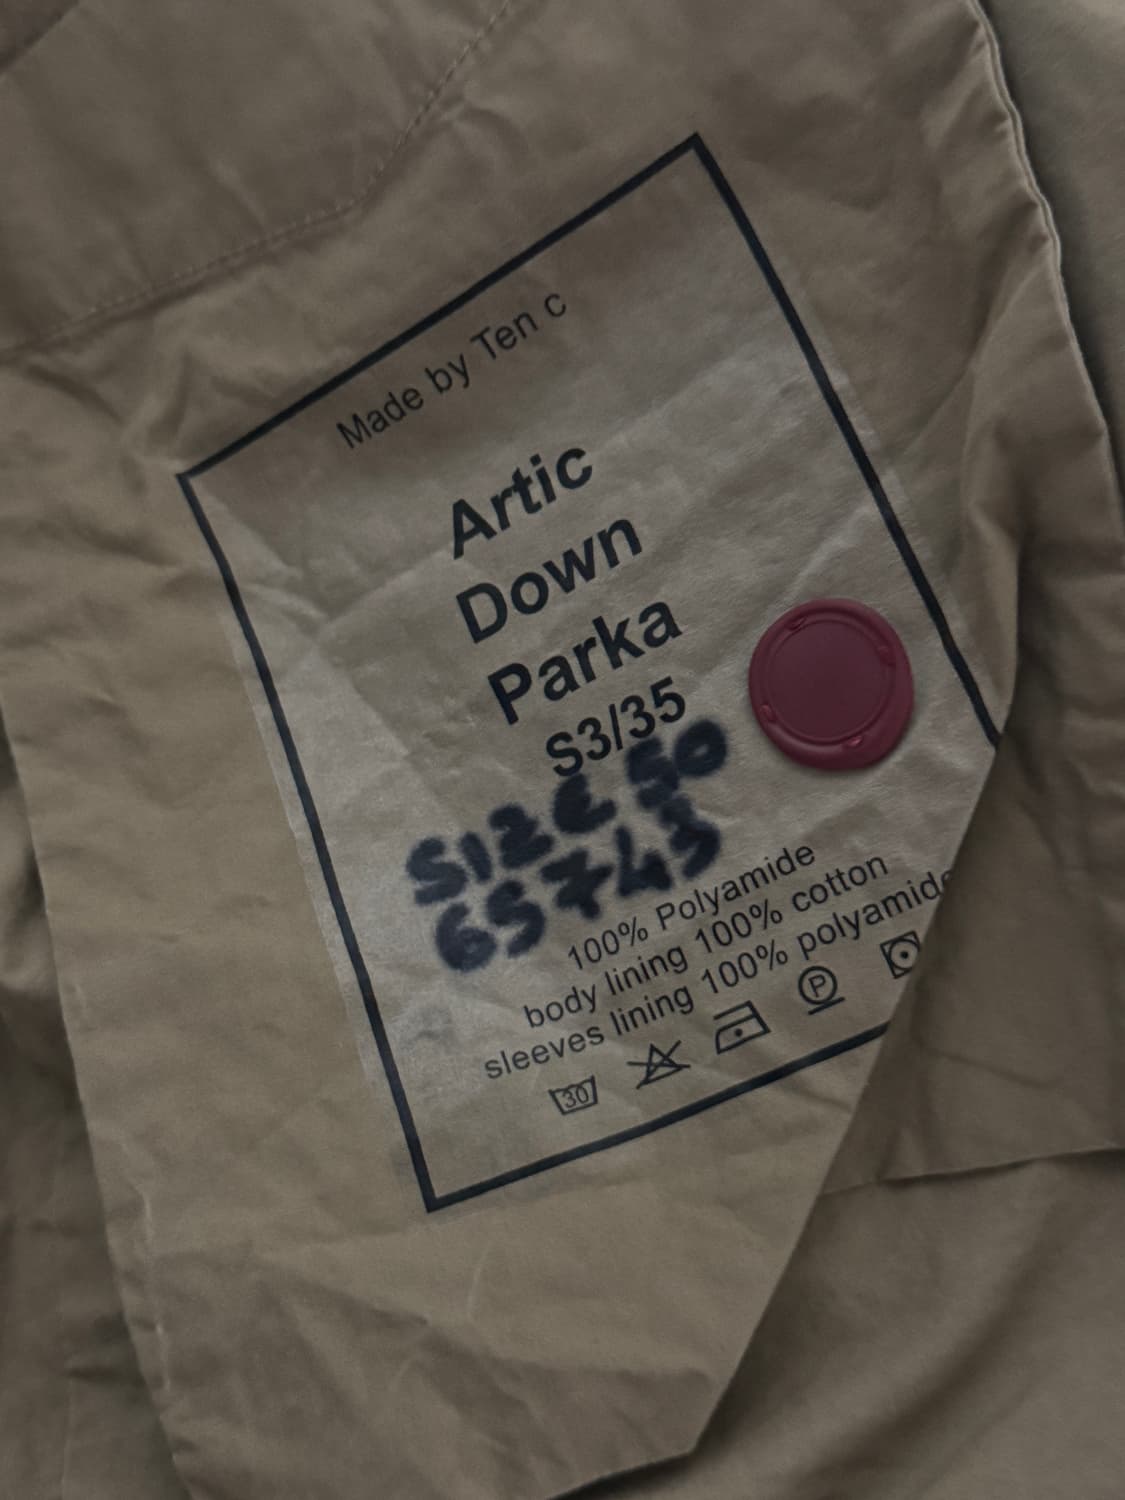 Made by Ten c
Artic
Down
Parka
S3/35
SIZE 50
65743
100% Polyamide
body lining 100% cotton
sleeves lining 100% polyamide
30
P